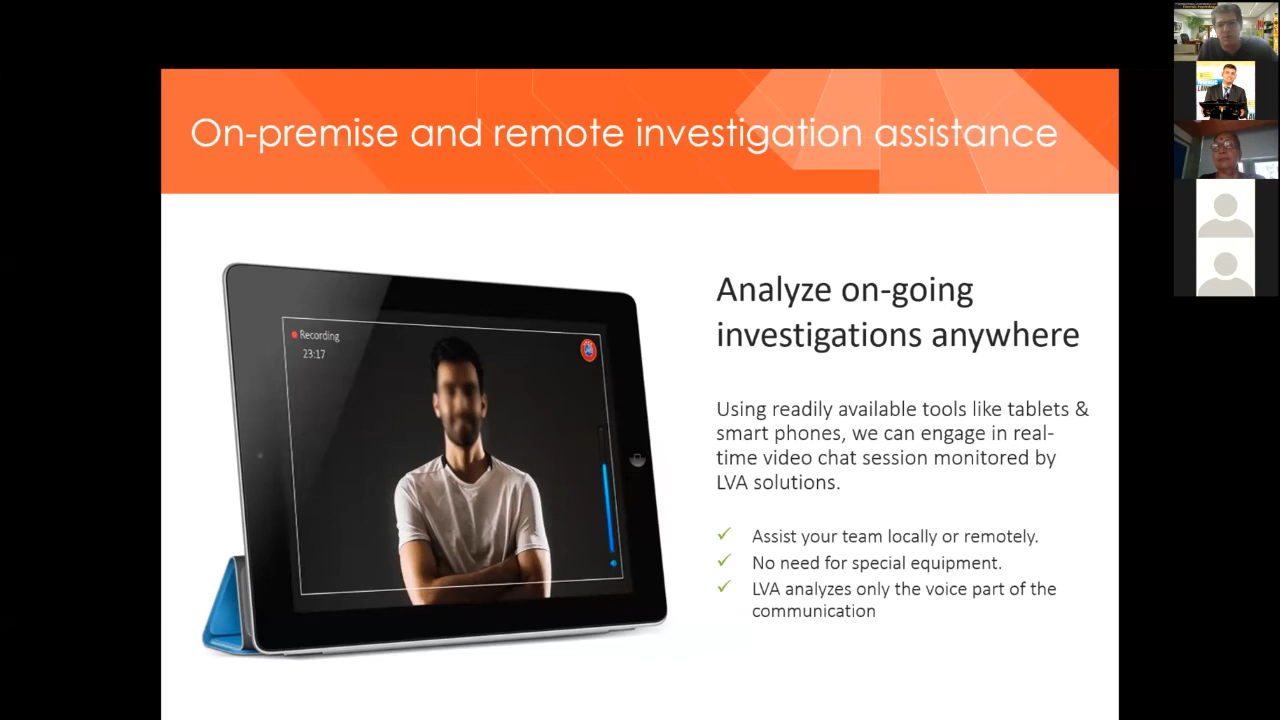 On-premise and remote investigation assistance
Recording
23:17
Analyze on-going
investigations anywhere
Using readily available tools like tablets &
smart phones, we can engage in real-
time video chat session monitored by
LVA solutions.
✓ Assist your team locally or remotely.
✓ No need for special equipment.
✓ LVA analyzes only the voice part of the
communication